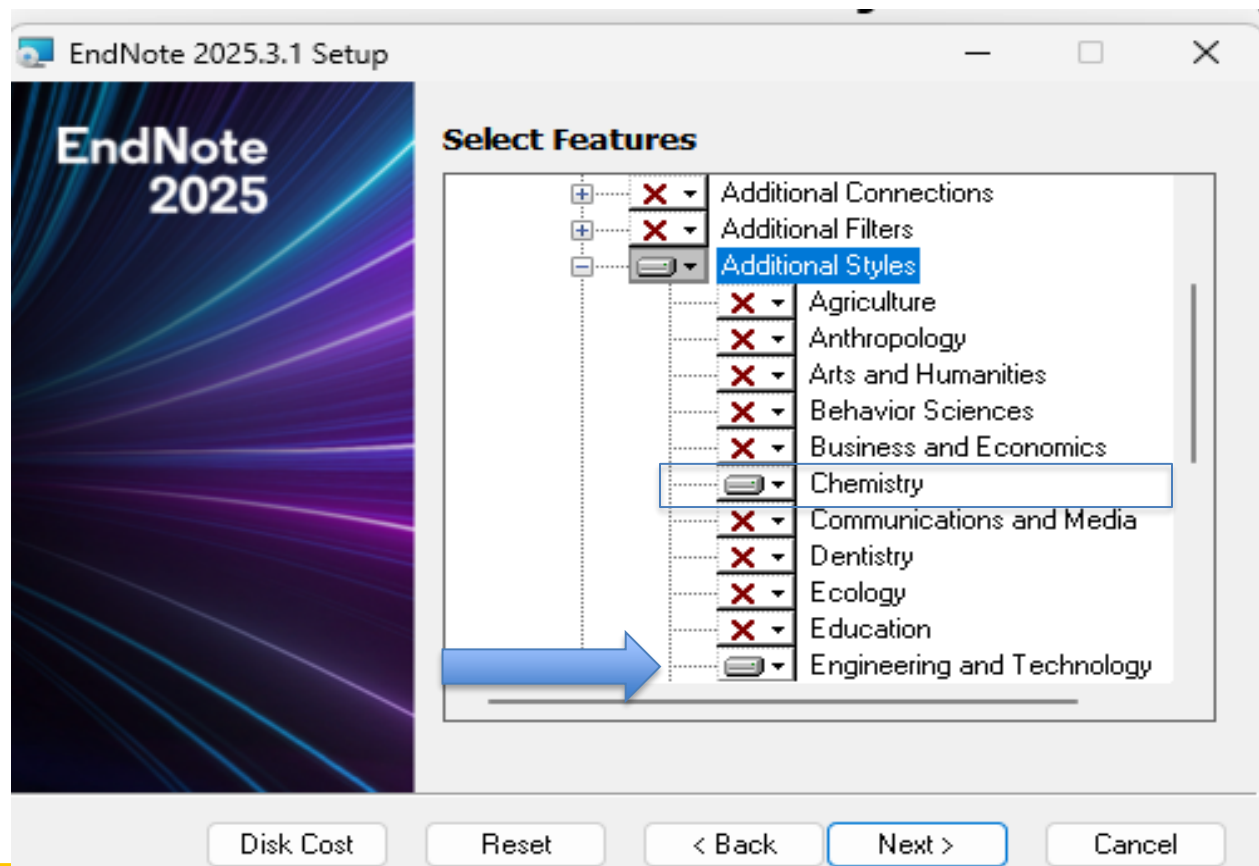 EndNote 2025.3.1 Setup
EndNote
2025
Select Features
Additional Connections
Additional Filters
Additional Styles
Agriculture
Anthropology
Arts and Humanities
Behavior Sciences
Business and Economics
Chemistry
Communications and Media
Dentistry
Ecology
Education
Engineering and Technology
Disk Cost
Reset
< Back
Next >
Cancel